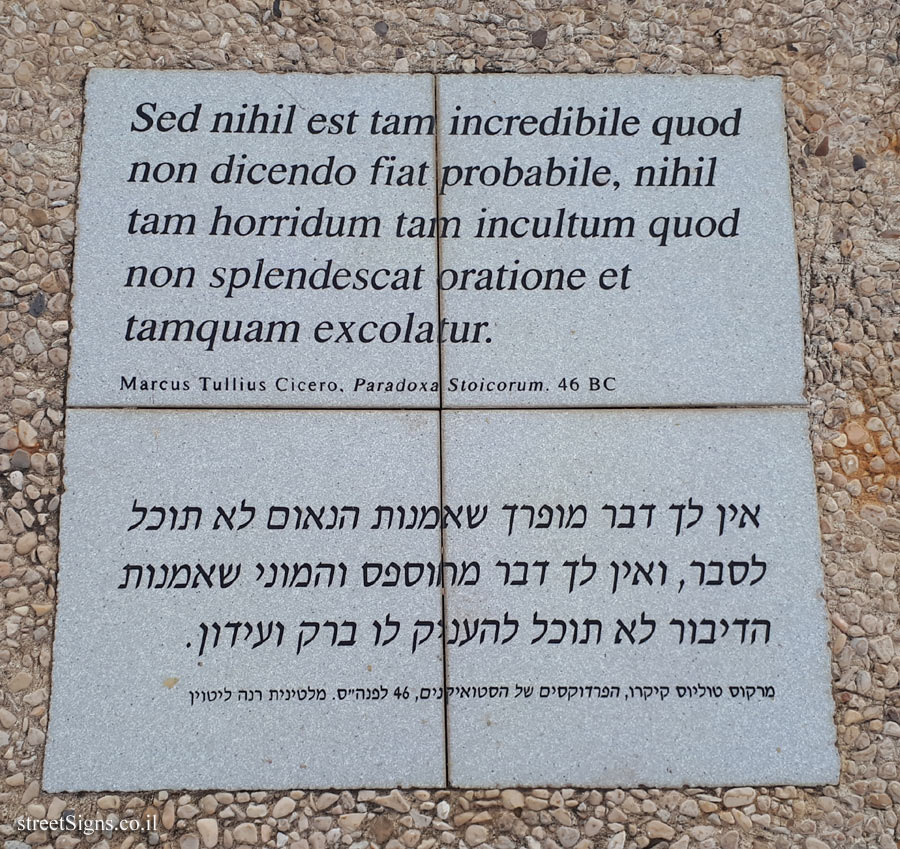 Sed nihil est tam incredibile quod
non dicendo fiat probabile, nihil
tam horridum tam incultum quod
non splendescat oratione et
tamquam excolatur.
Marcus Tullius Cicero. Paradoxa Stoicorum. 46 BC
אין לך דבר מופרך שאמנות הנאום לא תוכל
לסבר, ואין לך דבר מחוספס והמוני שאמנות
הדיבור לא תוכל להעניק לו ברק ועידון.
מרקוס טוליוס קיקרו, הפרדוקסים של הסטואיקנים, 46 לפנה״ס. מלטינית רנה ליטוין
streetSigns.co.il